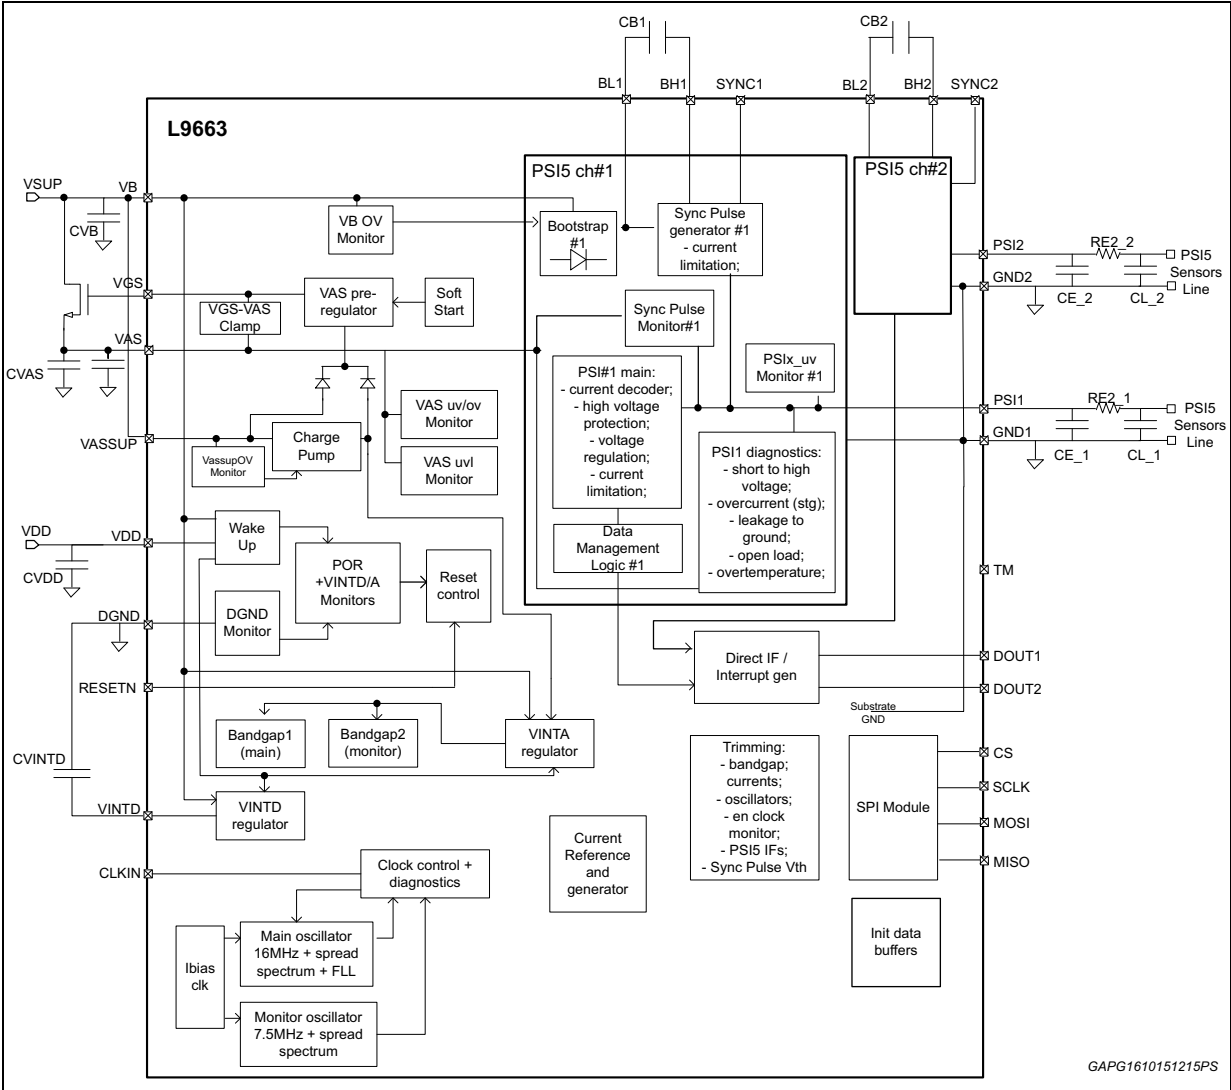 CB1
CB2
BL1
BH1
SYNC1
BL2
BH2
SYNC2
L9663
PSI5 ch#1
PSI5 ch#2
VSUP
VB
CVB
VB OV
Monitor
Bootstrap
#1
Sync Pulse
generator #1
- current
limitation;
PSI2
RE2_2
PSI5
Sensors
Line
GND2
CE_2
CL_2
VGS
VGS-VAS
Clamp
VAS pre-
regulator
Soft
Start
Sync Pulse
Monitor#1
VAS
CVAS
PSIx_uv
Monitor #1
PSI#1 main:
- current decoder;
- high voltage
protection;
- voltage
regulation;
- current
limitation;
VAS uv/ov
Monitor
VAS uvl
Monitor
PSI1
RE2_1
PSI5
Sensors
Line
GND1
CE_1
CL_1
VASSUP
VassupOV
Monitor
Charge
Pump
PSI1 diagnostics:
- short to high
voltage;
- overcurrent (stg)
- leakage to
ground;
- open load;
- overtemperature;
VDD
VDD
CVDD
Wake
Up
POR
+VINTD/A
Monitors
Reset
control
Data
Management
Logic #1
TM
DGND
DGND
Monitor
Direct IF /
Interrupt gen
DOUT1
DOUT2
RESETN
Substrate
GND
Bandgap1
(main)
Bandgap2
(monitor)
VINTA
regulator
CVINTD
VINTD
VINTD
regulator
Trimming:
- bandgap;
currents;
- oscillators;
- en clock
monitor;
- PSI5 IFs;
- Sync Pulse Vth
SPI Module
CS
SCLK
MOSI
MISO
Current
Reference
and
generator
CLKIN
Clock control +
diagnostics
Init data
buffers
Ibias
clk
Main oscillator
16MHz + spread
spectrum + FLL
Monitor oscillator
7.5MHz + spread
spectrum
GAPG1610151215PS